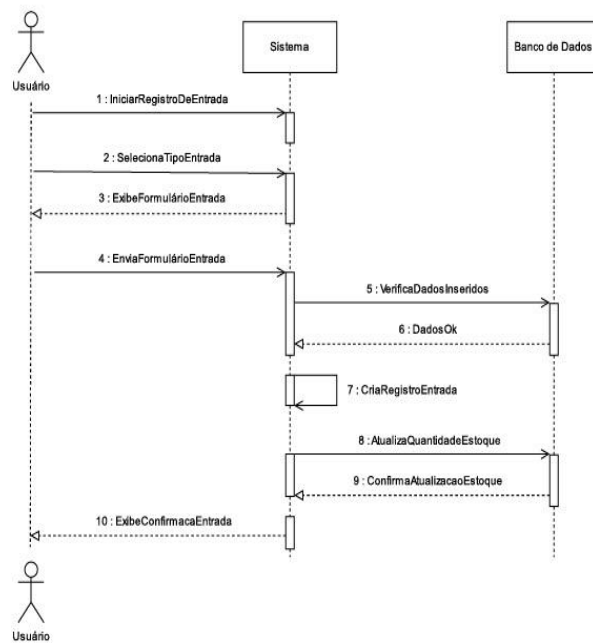 Sistema
Banco de Dados
Usuário
1 : IniciarRegistroDeEntrada
2 : SelecionaTipoEntrada
3 : ExibeFormulárioEntrada
4 : EnviaFormulárioEntrada
5 : VerificaDadosInseridos
6 : DadosOk
7 : CriaRegistroEntrada
8 : AtualizaQuantidadeEstoque
9 : ConfirmaAtualizacaoEstoque
10 : ExibeConfirmacaEntrada
Usuário